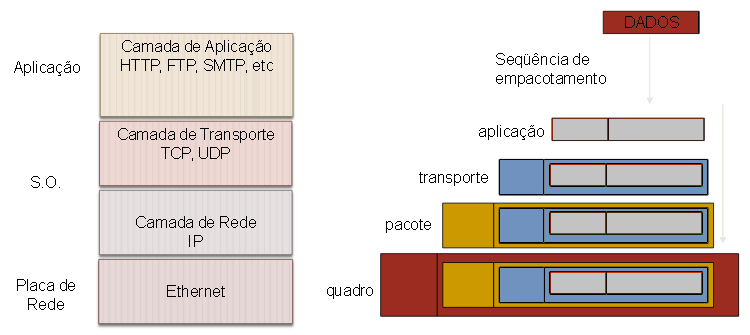 Aplicação
Camada de Aplicação
HTTP, FTP, SMTP, etc
Camada de Transporte
TCP, UDP
S.O.
Camada de Rede
IP
Placa de
Rede
Ethernet
DADOS
Seqüência de
empacotamento
aplicação
transporte
pacote
quadro